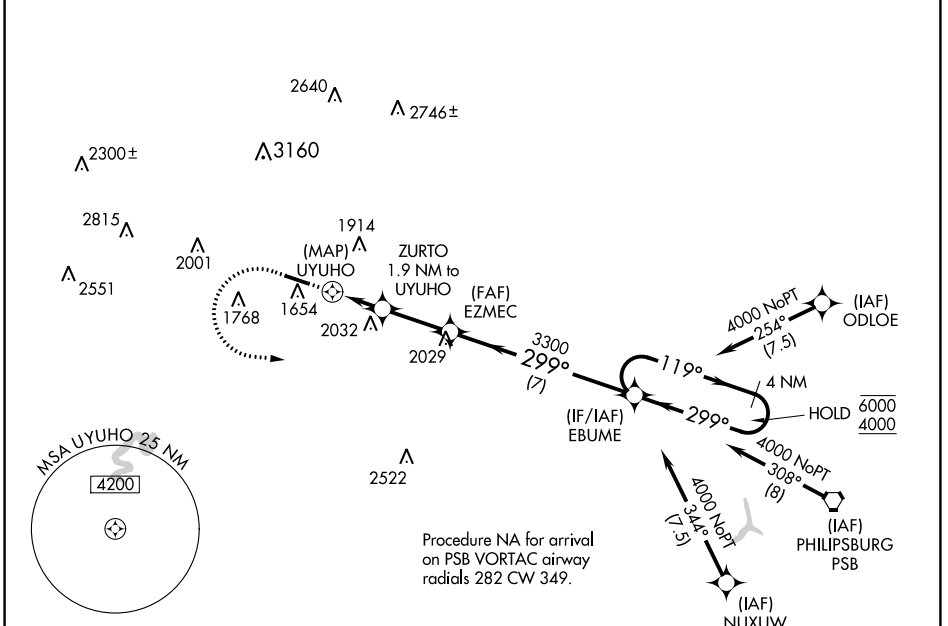 2640
2746±
3160
2300±
2815
2001
2551
1914
(MAP)
UYUHO
ZURTO
1.9 NM to
UYUHO
(FAF)
EZMEC
1768
1654
2032
2029
3300
299°
(7)
4000 NoPT
254°
(7.5)
(IAF)
ODLOE
119°
4 NM
299°
HOLD
6000
4000
(IF/IAF)
EBUME
4000 NoPT
308°
(8)
(IAF)
PHILIPSBURG
PSB
4000 NoPT
344°
(7.5)
(IAF)
NUXUW
2522
MSA UYUHO 25 NM
4200
Procedure NA for arrival
on PSB VORTAC airway
radials 282 CW 349.